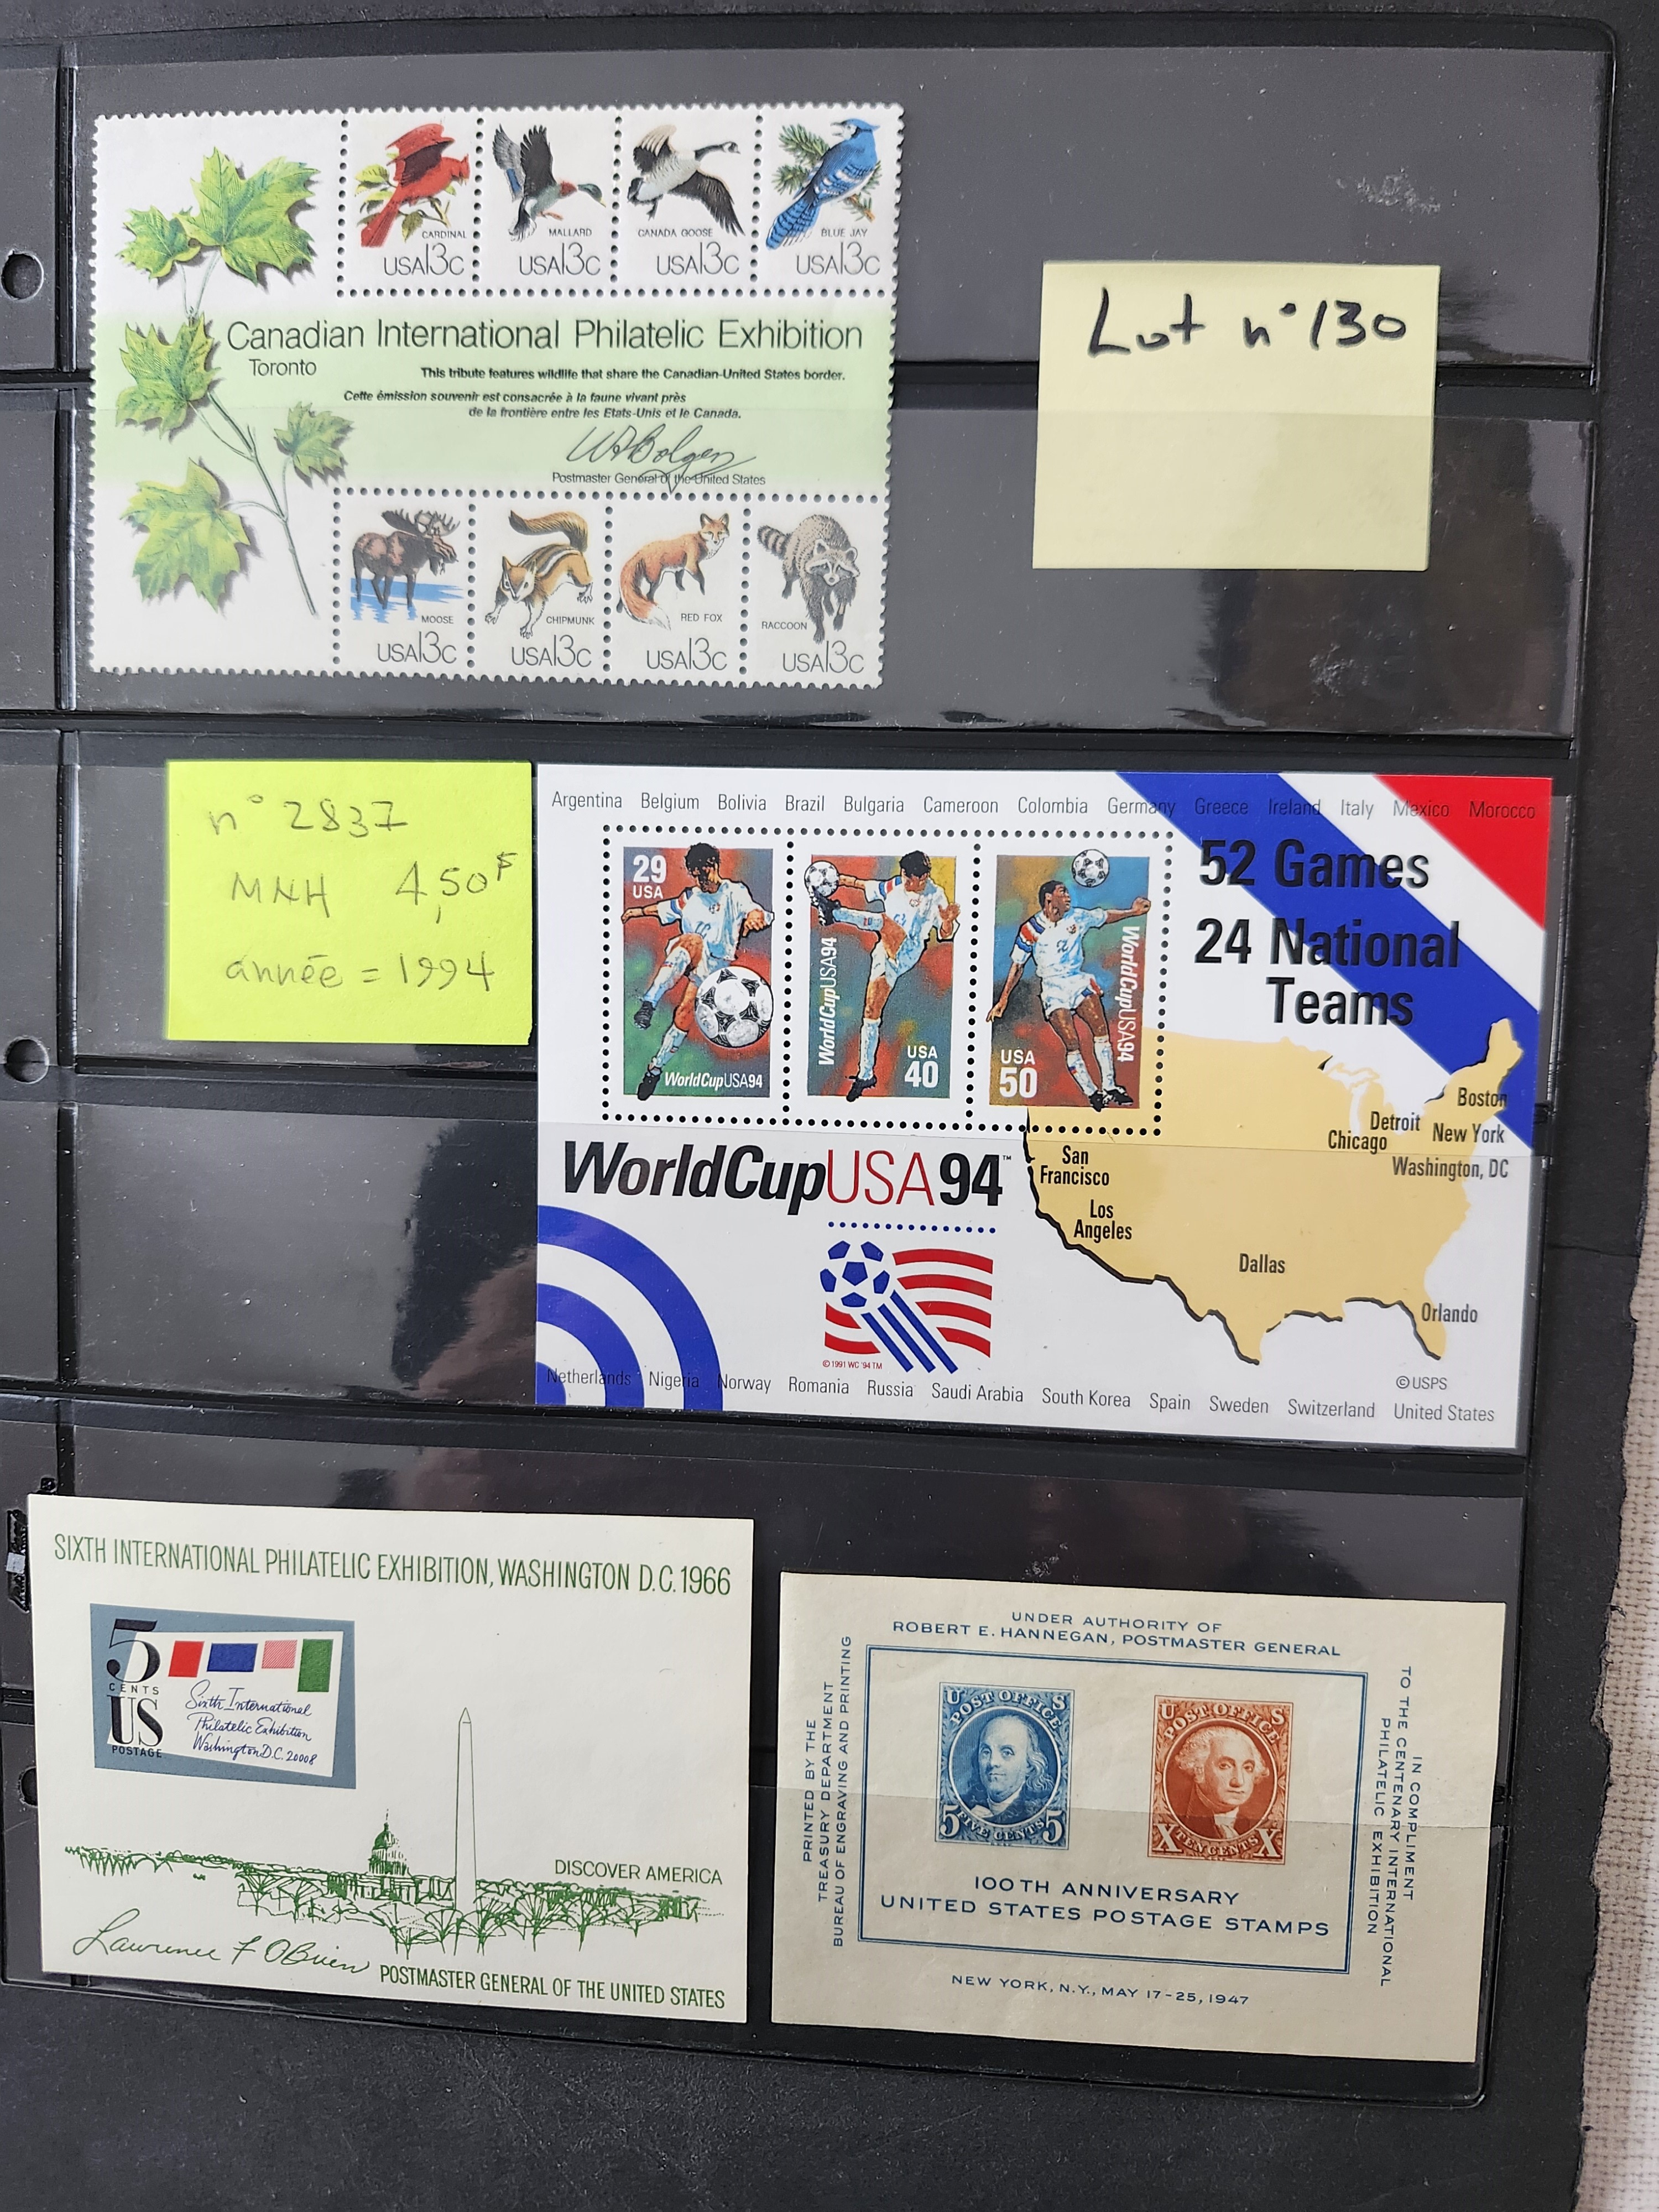 CARDINAL
USA13c
MALLARD
USA13c
CANADA GOOSE
USA13c
BLUE JAY
USA13c
Canadian International Philatelic Exhibition
Toronto
This tribute features wildlife that share the Canadian-United States border.
Cette émission souvenir est consacrée à la faune vivant près
de la frontière entre les Etats-Unis et le Canada.
Postmaster General of the United States
MOOSE
USA13c
CHIPMUNK
USA13c
RED FOX
USA13c
RACCOON
USA13c
Lot n°130
n° 2837
MNH 4,50F
année = 1994
Argentina Belgium Bolivia Brazil Bulgaria Cameroon Colombia Germany Greece Ireland Italy Mexico Morocco
29
USA
WorldCupUSA94
WorldCupUSA94
USA
40
WorldCupUSA94
USA
50
52 Games
24 National
Teams
WorldCupUSA94™
Boston
Detroit
New York
Chicago
Washington, DC
San
Francisco
Los
Angeles
Dallas
Orlando
© 1991 WC '94 TM
© USPS
Netherlands Nigeria Norway Romania Russia Saudi Arabia South Korea Spain Sweden Switzerland United States
SIXTH INTERNATIONAL PHILATELIC EXHIBITION, WASHINGTON D.C. 1966
5
CENTS
US
POSTAGE
Sixth International
Philatelic Exhibition
Washington D.C. 20008
DISCOVER AMERICA
Lawrence F O'Brien
POSTMASTER GENERAL OF THE UNITED STATES
UNDER AUTHORITY OF
ROBERT E. HANNEGAN, POSTMASTER GENERAL
PRINTED BY THE
TREASURY DEPARTMENT
BUREAU OF ENGRAVING AND PRINTING
U S
POST OFFICE
5 FIVE CENTS 5
U S
POST OFFICE
X TEN CENTS X
100TH ANNIVERSARY
UNITED STATES POSTAGE STAMPS
IN COMPLIMENT
TO THE CENTENARY INTERNATIONAL
PHILATELIC EXHIBITION
NEW YORK, N.Y., MAY 17-25, 1947